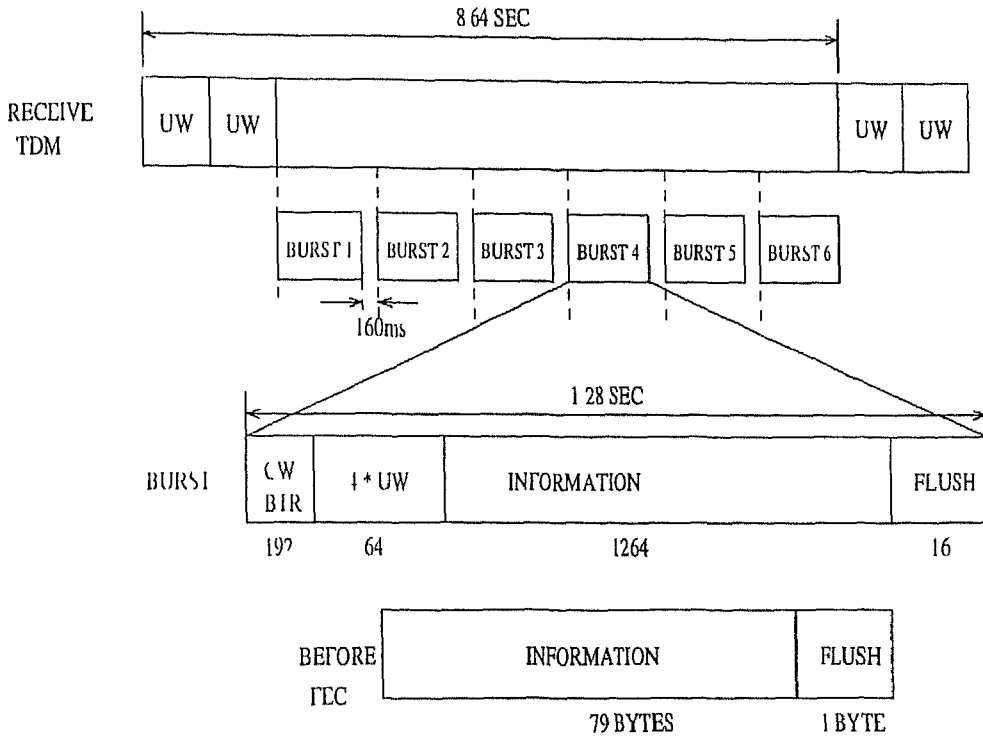 8 64 SEC
RECEIVE
TDM
UW UW UW UW
BURST 1 BURST 2 BURST 3 BURST 4 BURST 5 BURST 6
160ms
1 28 SEC
BURST
CW
BTR
4 * UW INFORMATION FLUSH
192 64 1264 16
BEFORE
FEC
INFORMATION FLUSH
79 BYTES 1 BYTE